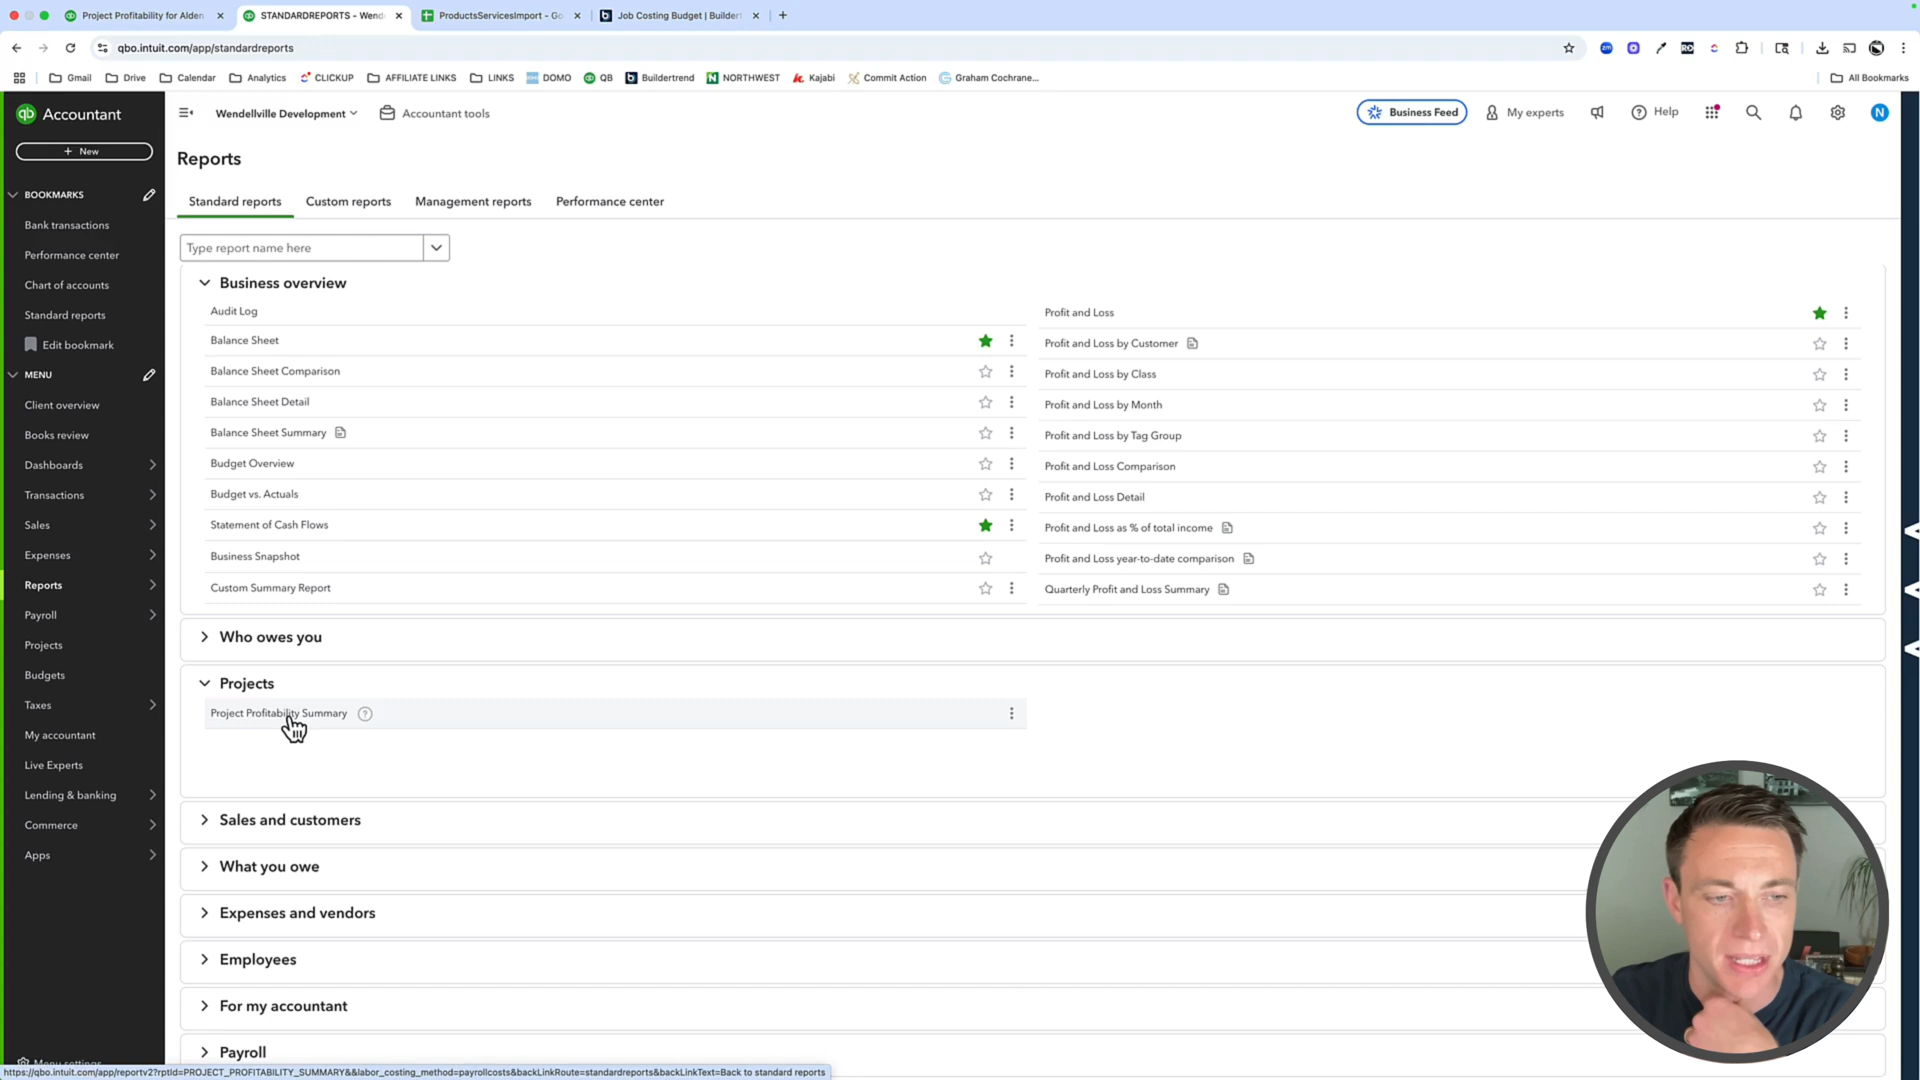 Project Profitability for Alden
STANDARDREPORTS - Wend
ProductsServicesImport - Go
Job Costing Budget | Buildert
qbo.intuit.com/app/standardreports
Gmail
Drive
Calendar
Analytics
CLICKUP
AFFILIATE LINKS
LINKS
DOMO
QB
Buildertrend
NORTHWEST
Kajabi
Commit Action
Graham Cochrane...
All Bookmarks
qb Accountant
Wendellville Development
Accountant tools
Business Feed
My experts
Help
N
+ New
Reports
BOOKMARKS
Bank transactions
Performance center
Chart of accounts
Standard reports
Edit bookmark
MENU
Client overview
Books review
Dashboards
Transactions
Sales
Expenses
Reports
Payroll
Projects
Budgets
Taxes
My accountant
Live Experts
Lending & banking
Commerce
Apps
Menu settings
Standard reports
Custom reports
Management reports
Performance center
Type report name here
Business overview
Audit Log
Balance Sheet
Balance Sheet Comparison
Balance Sheet Detail
Balance Sheet Summary
Budget Overview
Budget vs. Actuals
Statement of Cash Flows
Business Snapshot
Custom Summary Report
Profit and Loss
Profit and Loss by Customer
Profit and Loss by Class
Profit and Loss by Month
Profit and Loss by Tag Group
Profit and Loss Comparison
Profit and Loss Detail
Profit and Loss as % of total income
Profit and Loss year-to-date comparison
Quarterly Profit and Loss Summary
Who owes you
Projects
Project Profitability Summary
Sales and customers
What you owe
Expenses and vendors
Employees
For my accountant
Payroll
https://qbo.intuit.com/app/reportv2?rptId=PROJECT_PROFITABILITY_SUMMARY&&labor_costing_method=payrollcosts&backLinkRoute=standardreports&backLinkText=Back to standard reports